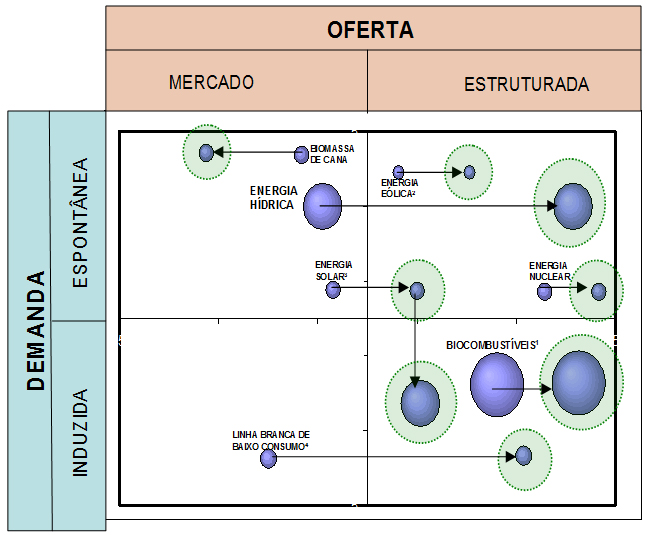 OFERTA
MERCADO
ESTRUTURADA
DEMANDA
ESPONTÂNEA
INDUZIDA
BIOMASSA
DE CANA
ENERGIA
HÍDRICA
ENERGIA
EÓLICA²
ENERGIA
SOLAR³
ENERGIA
NUCLEAR
BIOCOMBUSTÍVEIS¹
LINHA BRANCA DE
BAIXO CONSUMO⁴